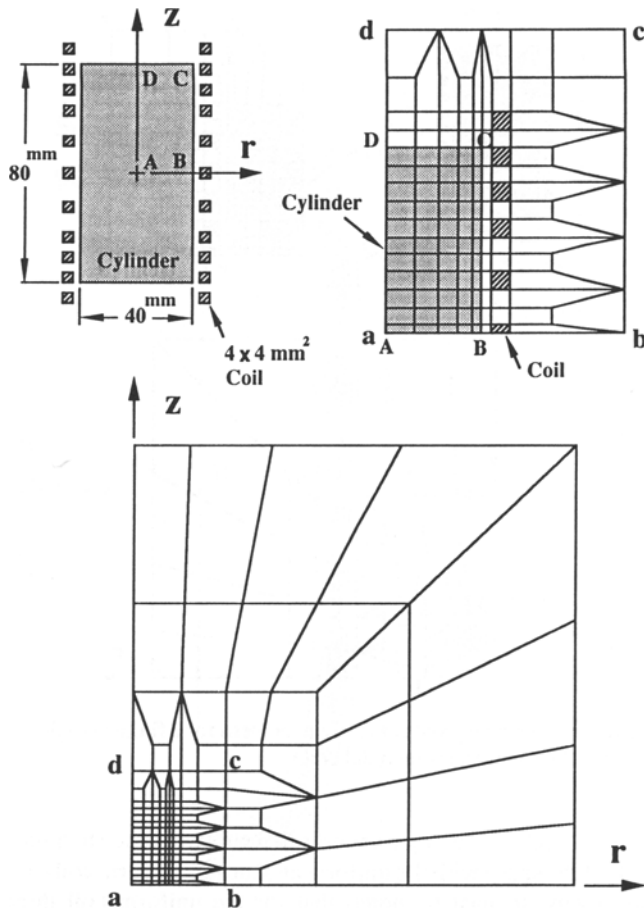 z
D C
A B r
mm
80
Cylinder
mm
40
4 x 4 mm²
Coil
d c
D C
Cylinder
a b
A B
Coil
z
d c
a b
r